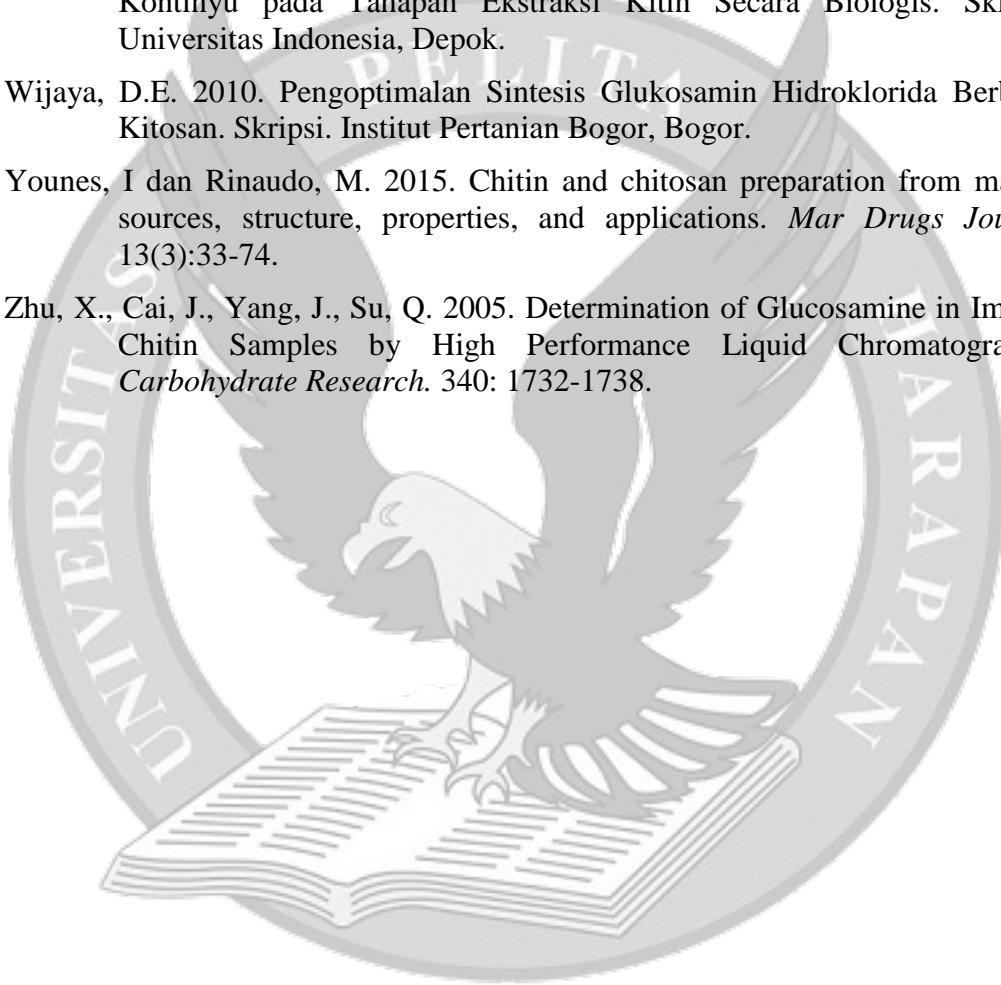 Kontinyu pada Tahapan Ekstraksi Kitin Secara Biologis. Sk
Universitas Indonesia, Depok.
Wijaya, D.E. 2010. Pengoptimalan Sintesis Glukosamin Hidroklorida Berb
Kitosan. Skripsi. Institut Pertanian Bogor, Bogor.
Younes, I dan Rinaudo, M. 2015. Chitin and chitosan preparation from ma
sources, structure, properties, and applications. Mar Drugs Jou
13(3):33-74.
Zhu, X., Cai, J., Yang, J., Su, Q. 2005. Determination of Glucosamine in Im
Chitin Samples by High Performance Liquid Chromatogra
Carbohydrate Research. 340: 1732-1738.
UNIVERSITAS PELITA HARAPAN